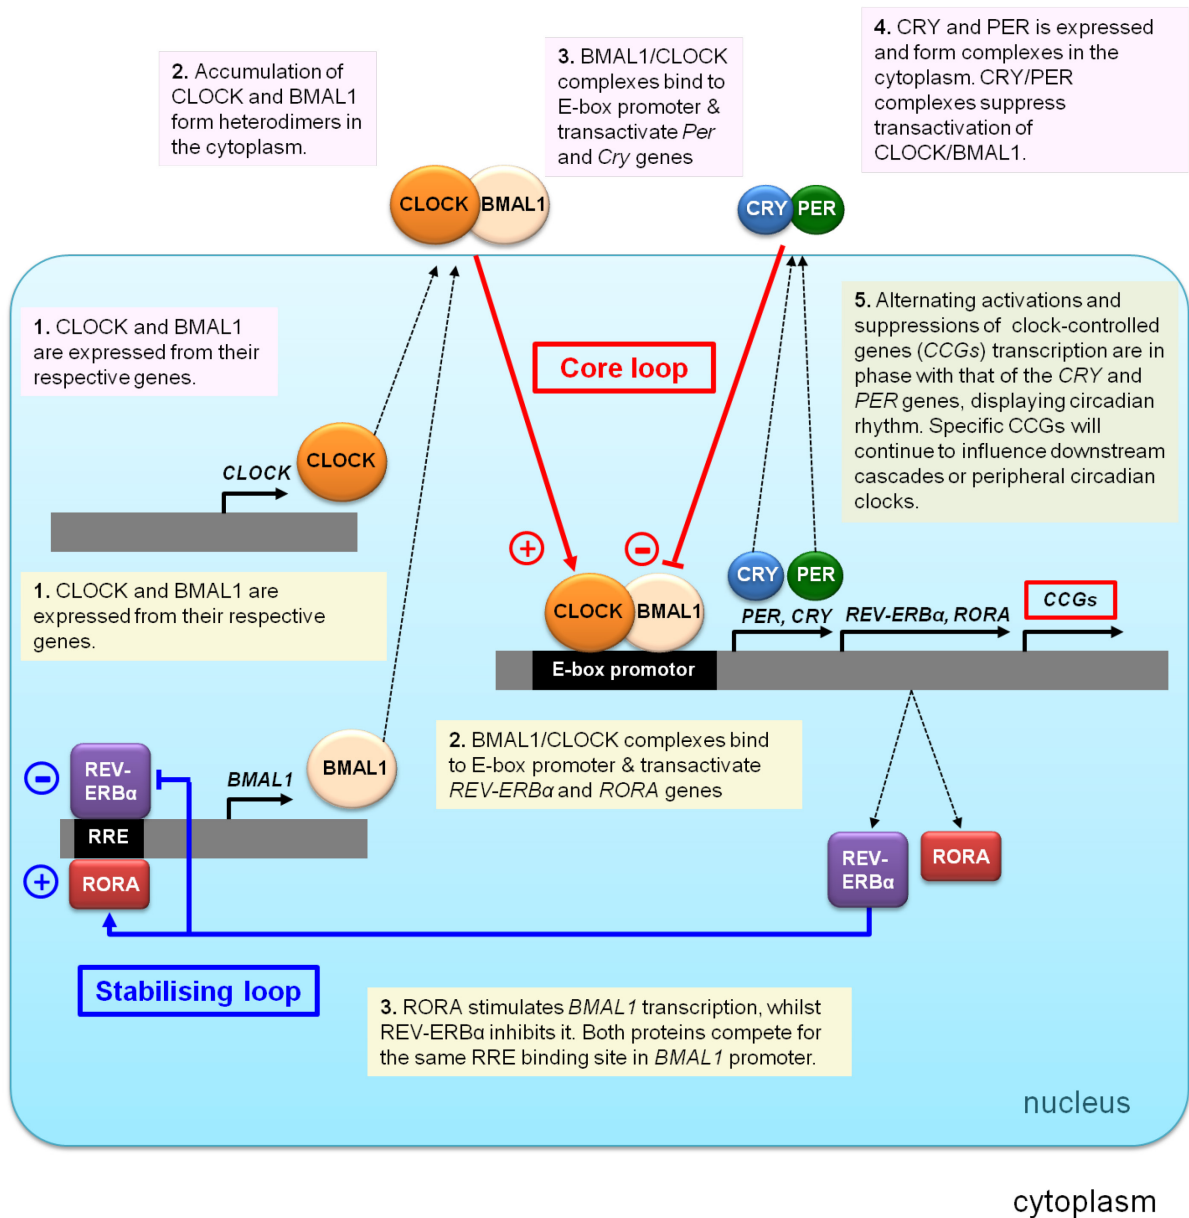 2. Accumulation of
CLOCK and BMAL1
form heterodimers in
the cytoplasm.
3. BMAL1/CLOCK
complexes bind to
E-box promoter &
transactivate Per
and Cry genes
4. CRY and PER is expressed
and form complexes in the
cytoplasm. CRY/PER
complexes suppress
transactivation of
CLOCK/BMAL1.
CLOCK
BMAL1
CRY
PER
1. CLOCK and BMAL1
are expressed from their
respective genes.
Core loop
5. Alternating activations and
suppressions of clock-controlled
genes (CCGs) transcription are in
phase with that of the CRY and
PER genes, displaying circadian
rhythm. Specific CCGs will
continue to influence downstream
cascades or peripheral circadian
clocks.
CLOCK
CLOCK
+
-
CRY
PER
CLOCK
BMAL1
PER, CRY
REV-ERBα, RORA
CCGs
E-box promotor
1. CLOCK and BMAL1 are
expressed from their respective
genes.
2. BMAL1/CLOCK complexes bind
to E-box promoter & transactivate
REV-ERBα and RORA genes
-
REV-
ERBα
BMAL1
BMAL1
RRE
+
RORA
REV-
ERBα
RORA
Stabilising loop
3. RORA stimulates BMAL1 transcription, whilst
REV-ERBα inhibits it. Both proteins compete for
the same RRE binding site in BMAL1 promoter.
nucleus
cytoplasm